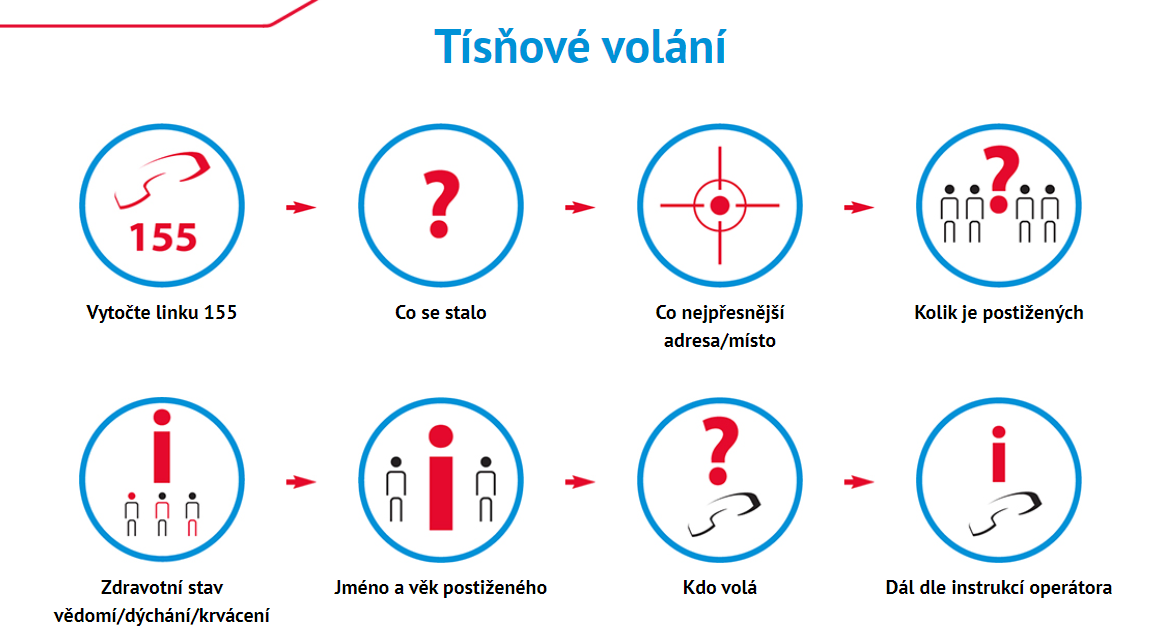 Tísňové volání
155
Vytočte linku 155
?
Co se stalo
Co nejpřesnější
adresa/místo
?
Kolik je postižených
i
Zdravotní stav
vědomí/dýchání/krvácení
i
Jméno a věk postiženého
?
Kdo volá
i
Dál dle instrukcí operátora